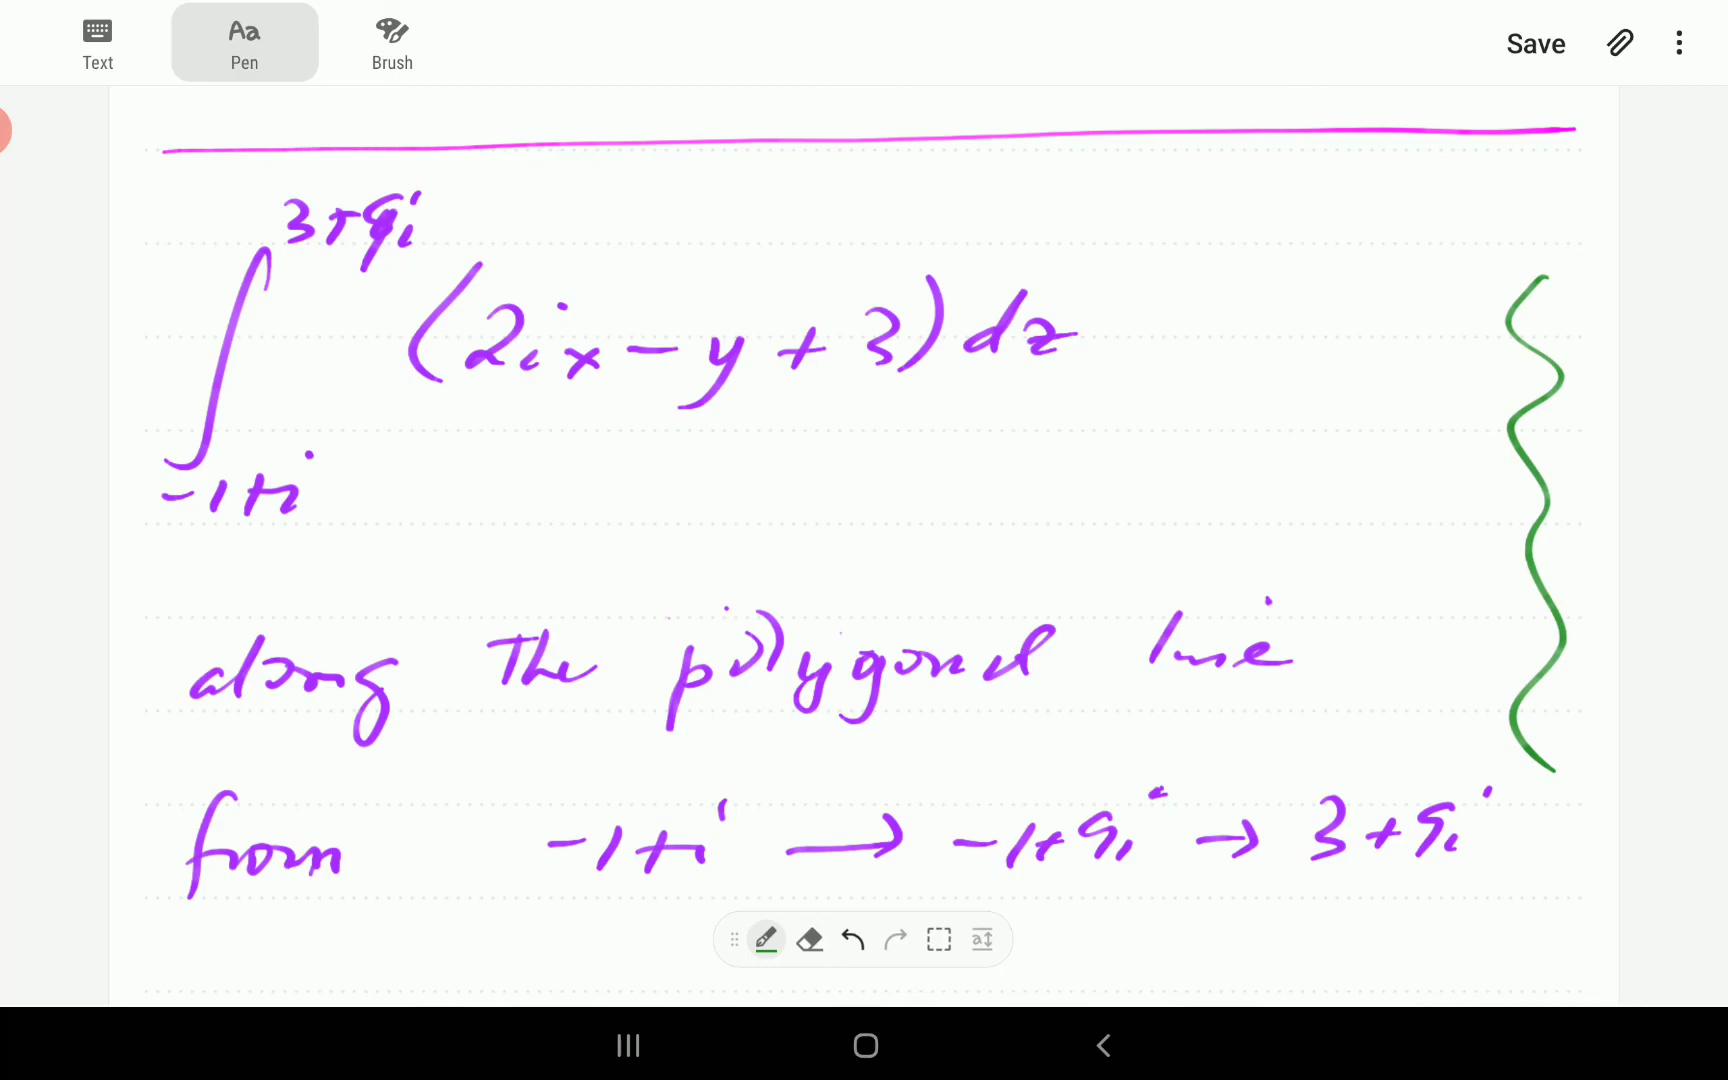 Text
Aa
Pen
Brush
Save
3+9i
∫ (2ix - y + 3) dz
-1+i
along The polygonal line
from -1+i → -1+9i → 3+9i
a